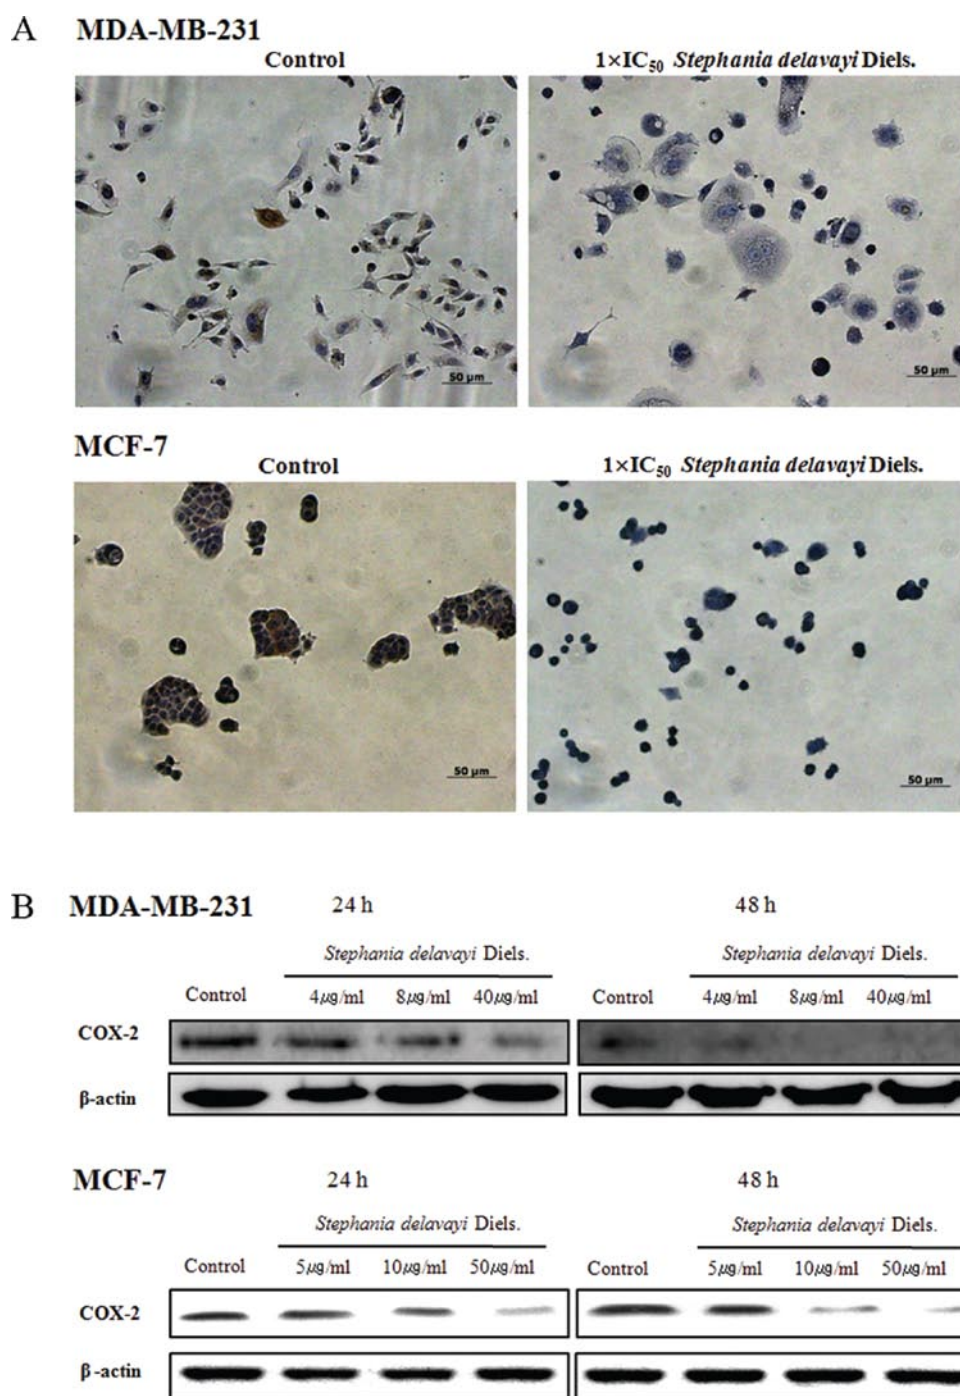 A MDA-MB-231
Control 1×IC50 Stephania delavayi Diels.
50 µm 50 µm
MCF-7
Control 1×IC50 Stephania delavayi Diels.
50 µm 50 µm
B MDA-MB-231 24 h 48 h
Stephania delavayi Diels. Stephania delavayi Diels.
Control 4µg/ml 8µg/ml 40µg/ml Control 4µg/ml 8µg/ml 40µg/ml
COX-2
β-actin
MCF-7 24 h 48 h
Stephania delavayi Diels. Stephania delavayi Diels.
Control 5µg/ml 10µg/ml 50µg/ml Control 5µg/ml 10µg/ml 50µg/ml
COX-2
β-actin